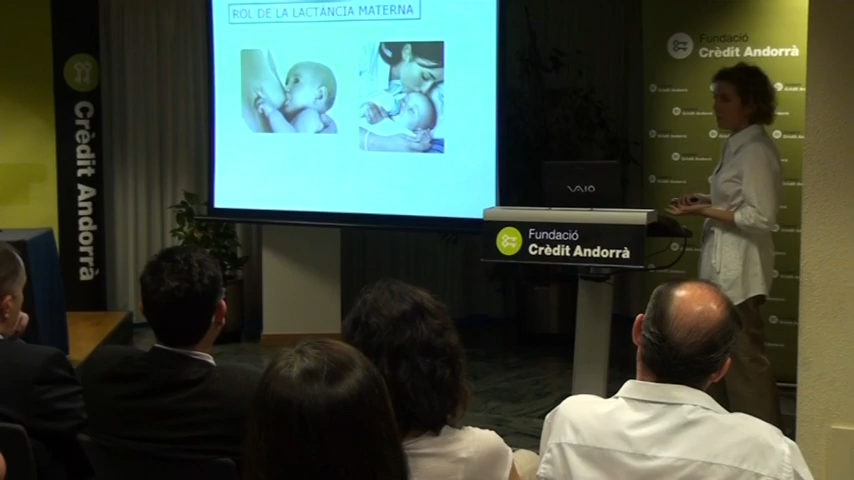 ROL DE LA LACTANCIA MATERNA
Fundació
Crèdit Andorrà
Crèdit Andorrà
VAIO
Fundació
Crèdit Andorrà